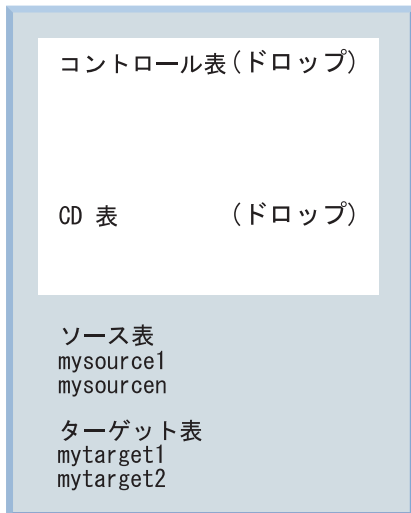 コントロール表(ドロップ)
CD 表 (ドロップ)
ソース表
mysource1
mysourcen
ターゲット表
mytarget1
mytarget2